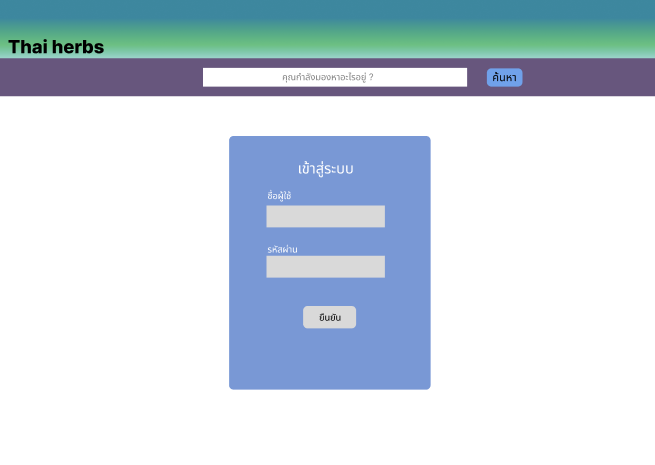 Thai herbs
คุณกำลังมองหาอะไรอยู่ ?
ค้นหา
เข้าสู่ระบบ
ชื่อผู้ใช้
รหัสผ่าน
ยืนยัน